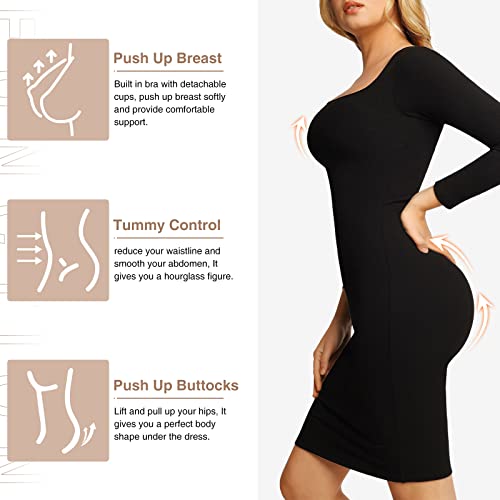 Push Up Breast
Built in bra with detachable
cups, push up breast softly
and provide comfortable
support.
Tummy Control
reduce your waistline and
smooth your abdomen, It
gives you a hourglass figure.
Push Up Buttocks
Lift and pull up your hips, It
gives you a perfect body
shape under the dress.